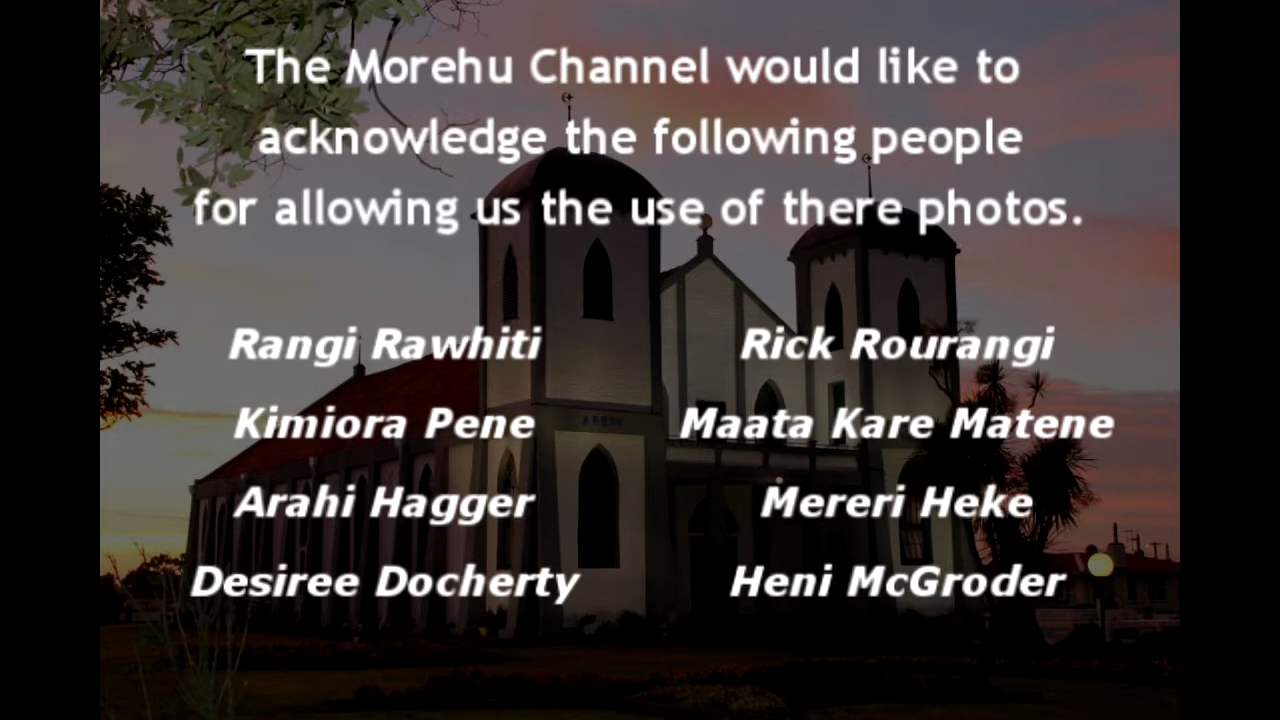 The Morehu Channel would like to
acknowledge the following people
for allowing us the use of there photos.
Rangi Rawhiti
Rick Rourangi
Kimiora Pene
Maata Kare Matene
Arahi Hagger
Mereri Heke
Desiree Docherty
Heni McGroder